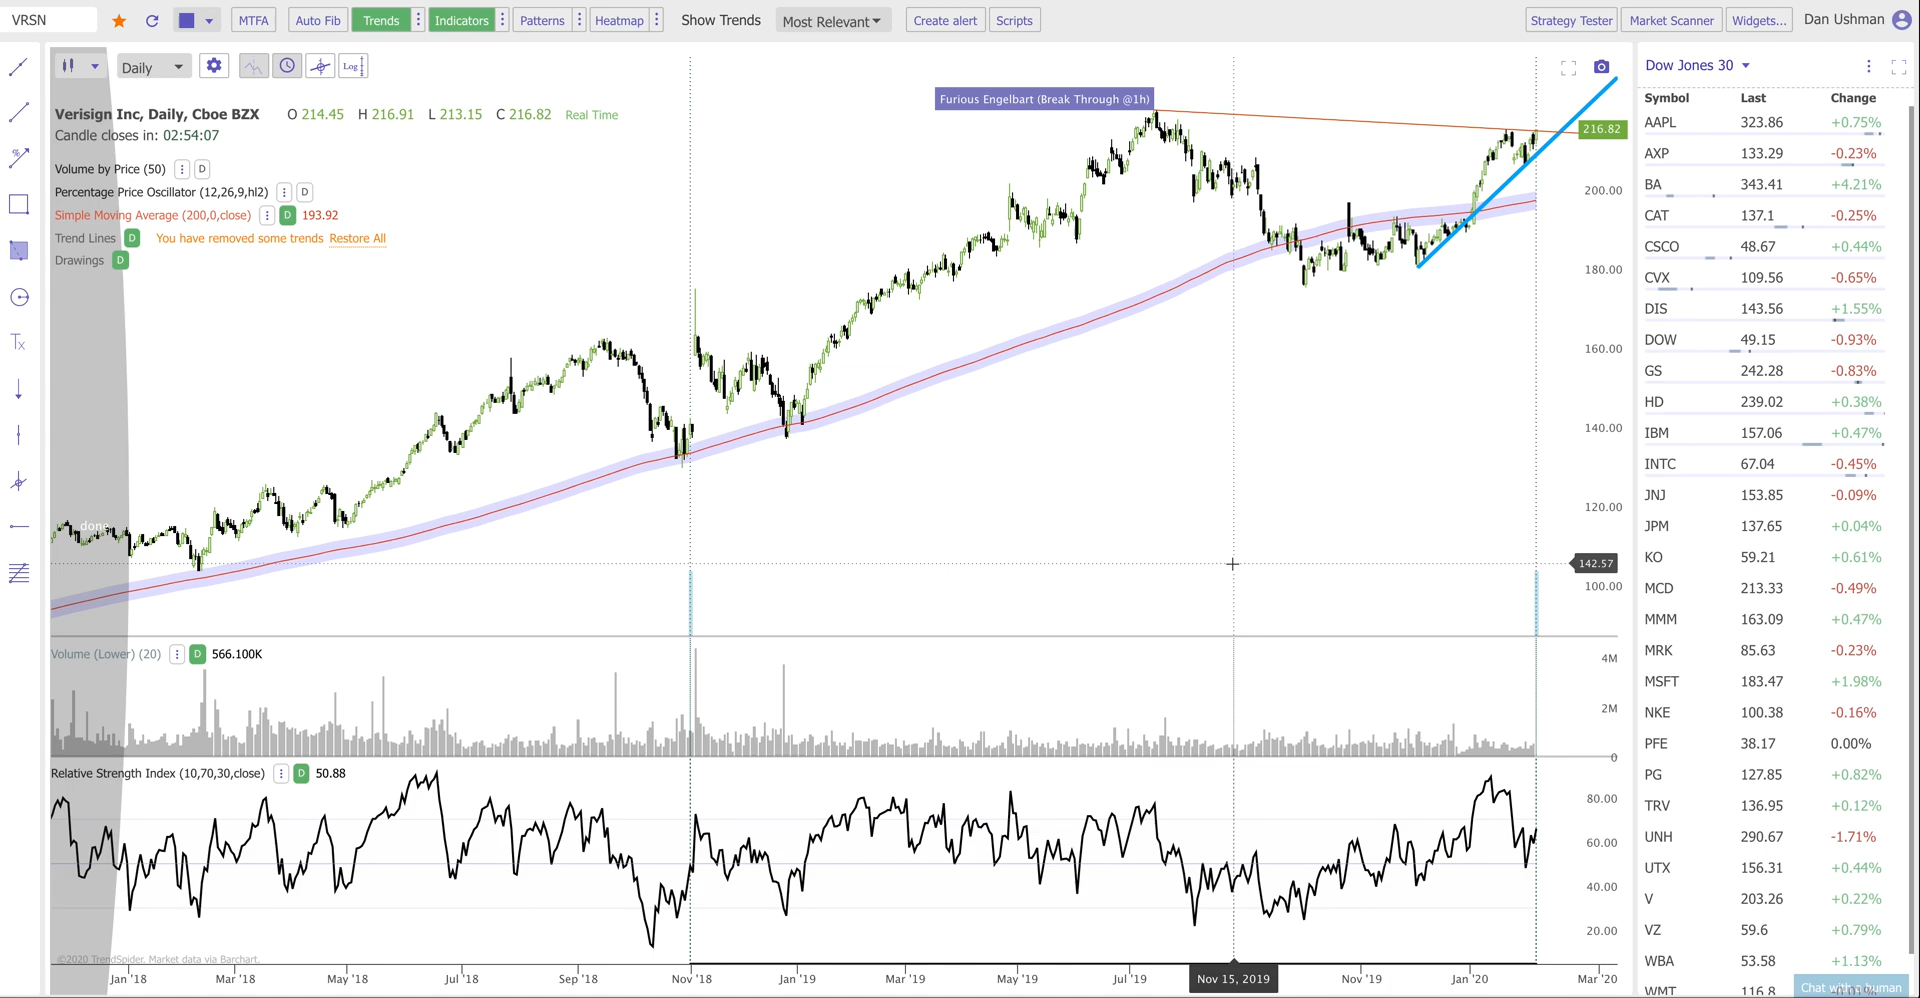 VRSN MTFA Auto Fib Trends Indicators Patterns Heatmap Show Trends Most Relevant Create alert Scripts Strategy Tester Market Scanner Widgets... Dan Ushman
Daily Log
Verisign Inc, Daily, Cboe BZX O 214.45 H 216.91 L 213.15 C 216.82 Real Time
Candle closes in: 02:54:07
Volume by Price (50) D
Percentage Price Oscillator (12,26,9,hl2) D
Simple Moving Average (200,0,close) D 193.92
Trend Lines D You have removed some trends Restore All
Drawings D
Furious Engelbart (Break Through @1h)
done
216.82
200.00
180.00
160.00
140.00
120.00
142.57
100.00
Volume (Lower) (20) D 566.100K
4M
2M
0
Relative Strength Index (10,70,30,close) D 50.88
80.00
60.00
40.00
20.00
©2020 TrendSpider. Market data via Barchart.
Jan '18 Mar '18 May '18 Jul '18 Sep '18 Nov '18 Jan '19 Mar '19 May '19 Jul '19 Nov 15, 2019 Nov '19 Jan '20 Mar '20
Dow Jones 30
Symbol Last Change
AAPL 323.86 +0.75%
AXP 133.29 -0.23%
BA 343.41 +4.21%
CAT 137.1 -0.25%
CSCO 48.67 +0.44%
CVX 109.56 -0.65%
DIS 143.56 +1.55%
DOW 49.15 -0.93%
GS 242.28 -0.83%
HD 239.02 +0.38%
IBM 157.06 +0.47%
INTC 67.04 -0.45%
JNJ 153.85 -0.09%
JPM 137.65 +0.04%
KO 59.21 +0.61%
MCD 213.33 -0.49%
MMM 163.09 +0.47%
MRK 85.63 -0.23%
MSFT 183.47 +1.98%
NKE 100.38 -0.16%
PFE 38.17 0.00%
PG 127.85 +0.82%
TRV 136.95 +0.12%
UNH 290.67 -1.71%
UTX 156.31 +0.44%
V 203.26 +0.22%
VZ 59.6 +0.79%
WBA 53.58 +1.13%
WMT 116.8
Chat with a human